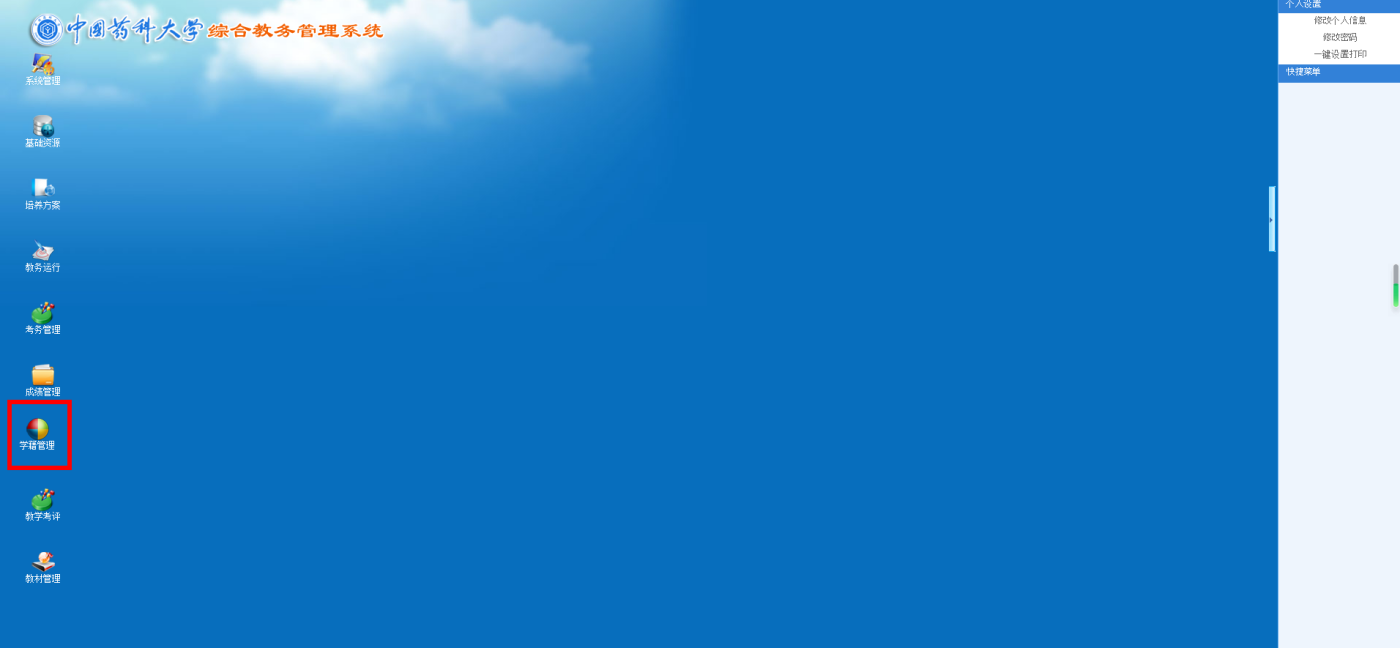 中国药科大学综合教务管理系统
系统管理
基础资源
培养方案
教务运行
考务管理
成绩管理
学籍管理
教学考评
教材管理
个人设置
修改个人信息
修改密码
一键设置打印
快捷菜单